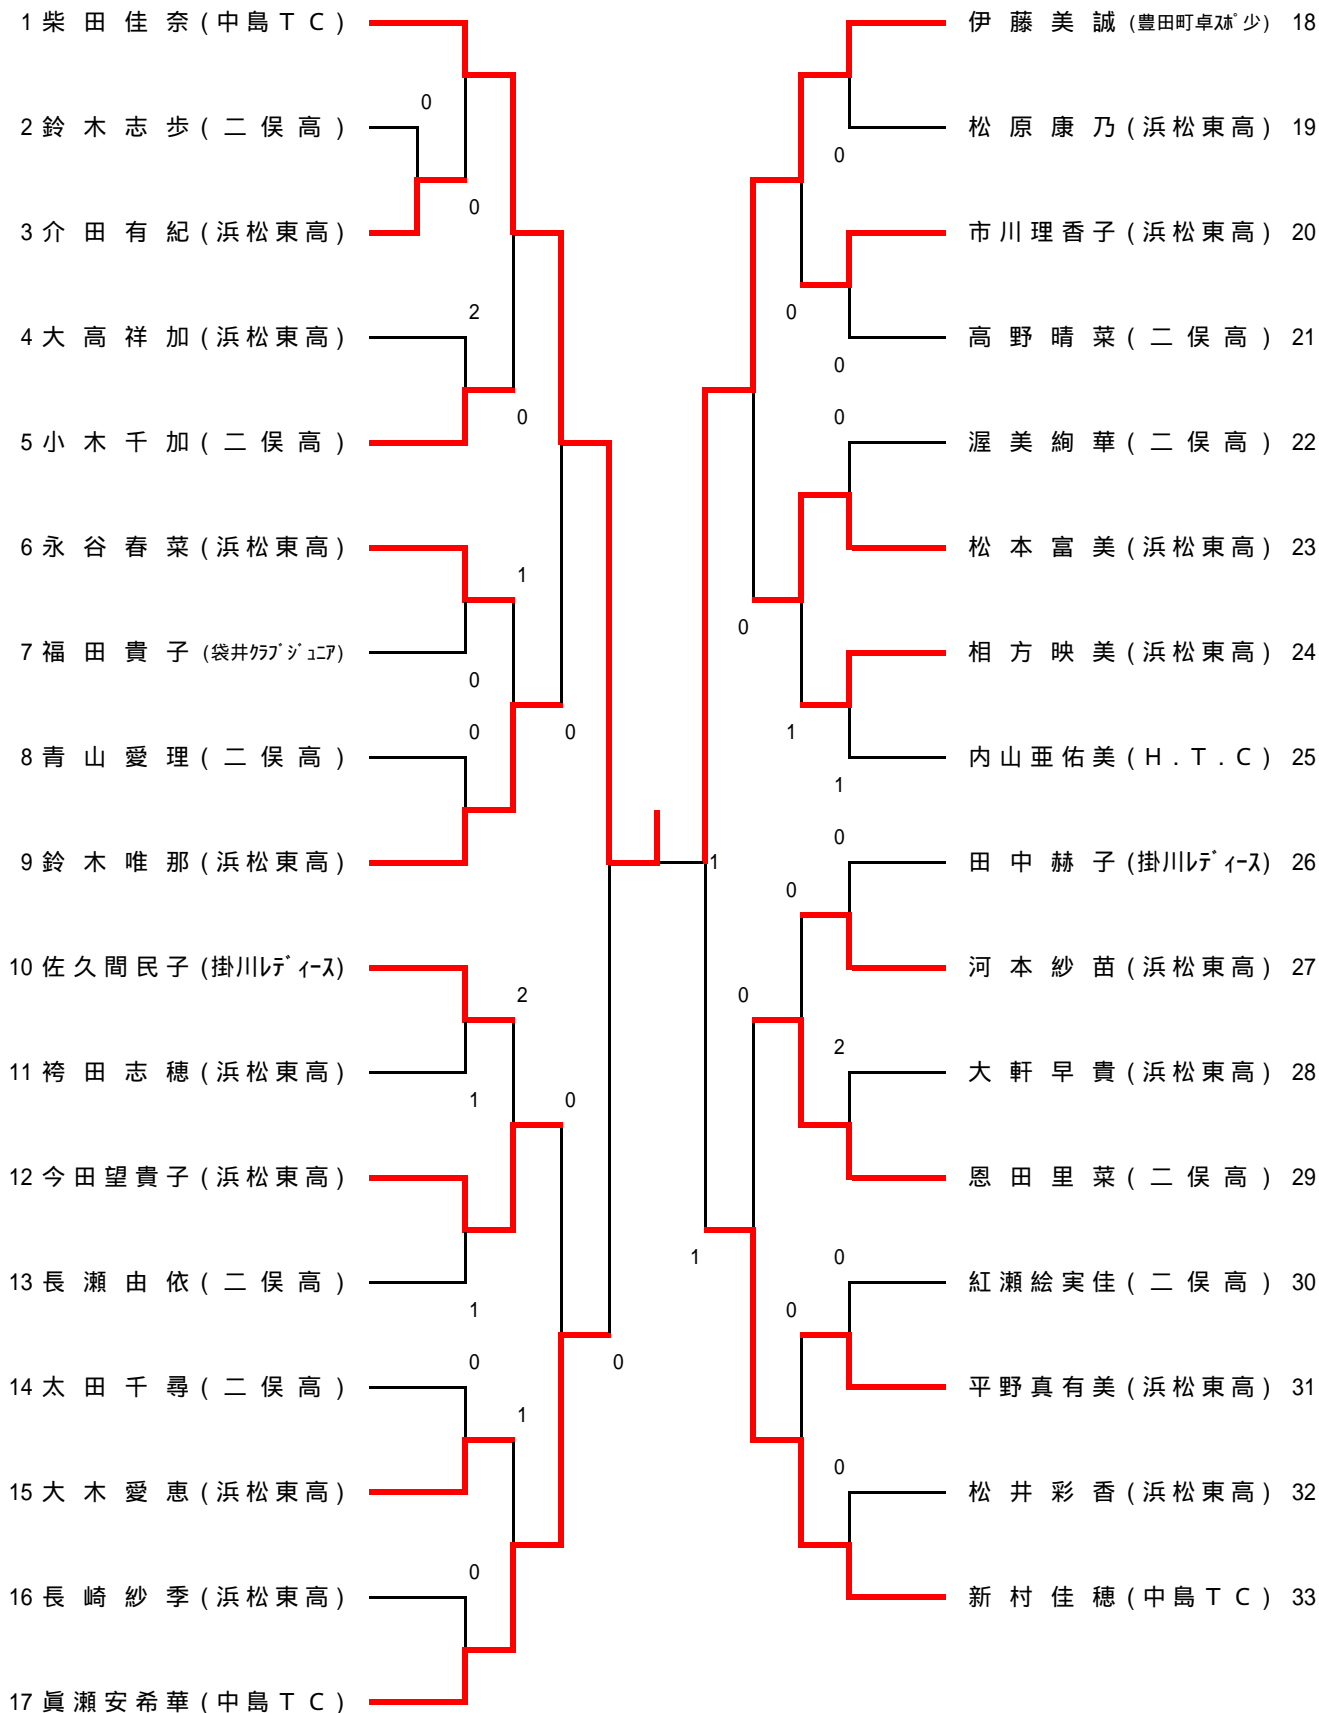 1 柴田佳奈 (中島TC)
0
2 鈴木志歩 (二俣高)
0
3 介田有紀 (浜松東高)
2
4 大高祥加 (浜松東高)
0
5 小木千加 (二俣高)
6 永谷春菜 (浜松東高)
1
7 福田貴子 (袋井クラブジュニア)
0
0
0
8 青山愛理 (二俣高)
9 鈴木唯那 (浜松東高)
10 佐久間民子 (掛川レディース)
2
11 袴田志穂 (浜松東高)
1
0
12 今田望貴子 (浜松東高)
13 長瀬由依 (二俣高)
1
0
0
14 太田千尋 (二俣高)
1
15 大木愛恵 (浜松東高)
0
16 長崎紗季 (浜松東高)
17 眞瀬安希華 (中島TC)
1
伊藤美誠 (豊田町卓スポ少) 18
松原康乃 (浜松東高) 19
0
市川理香子 (浜松東高) 20
0
高野晴菜 (二俣高) 21
0
0
渥美絢華 (二俣高) 22
松本富美 (浜松東高) 23
0
相方映美 (浜松東高) 24
1
内山亜佑美 (H.T.C) 25
1
0
田中赫子 (掛川レディース) 26
0
河本紗苗 (浜松東高) 27
0
2
大軒早貴 (浜松東高) 28
恩田里菜 (二俣高) 29
1
0
紅瀬絵実佳 (二俣高) 30
0
平野真有美 (浜松東高) 31
0
松井彩香 (浜松東高) 32
新村佳穂 (中島TC) 33